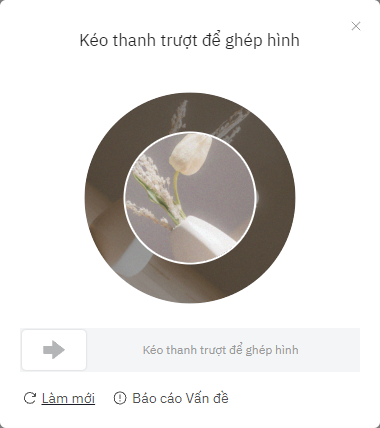 Kéo thanh trượt để ghép hình
Kéo thanh trượt để ghép hình
Làm mới
Báo cáo Vấn đề